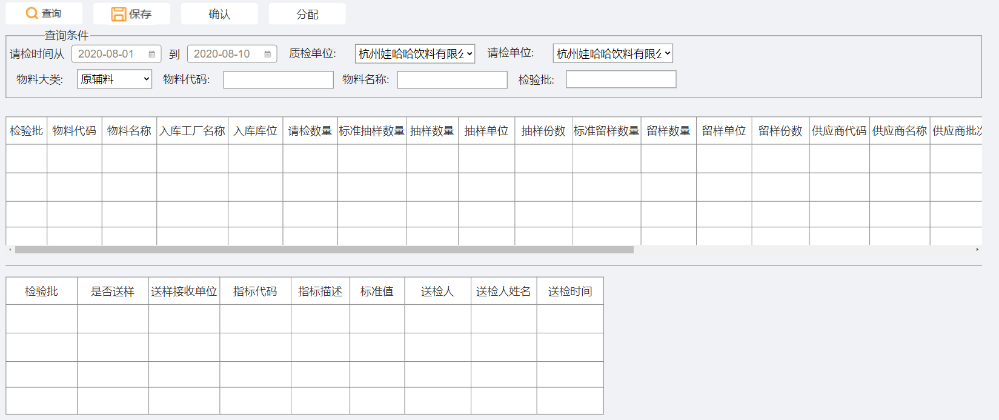 查询 保存 确认 分配
查询条件
请检时间从 2020-08-01 到 2020-08-10 质检单位: 杭州娃哈哈饮料有限公 请检单位: 杭州娃哈哈饮料有限公
物料大类: 原辅料 物料代码: 物料名称: 检验批:
检验批 物料代码 物料名称 入库工厂名称 入库库位 请检数量 标准抽样数量 抽样数量 抽样单位 抽样份数 标准留样数量 留样数量 留样单位 留样份数 供应商代码 供应商名称 供应商批次
检验批 是否送样 送样接收单位 指标代码 指标描述 标准值 送检人 送检人姓名 送检时间